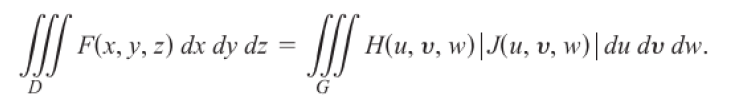 ∭_D F(x, y, z) dx dy dz = ∭_G H(u, v, w)|J(u, v, w)| du dv dw.